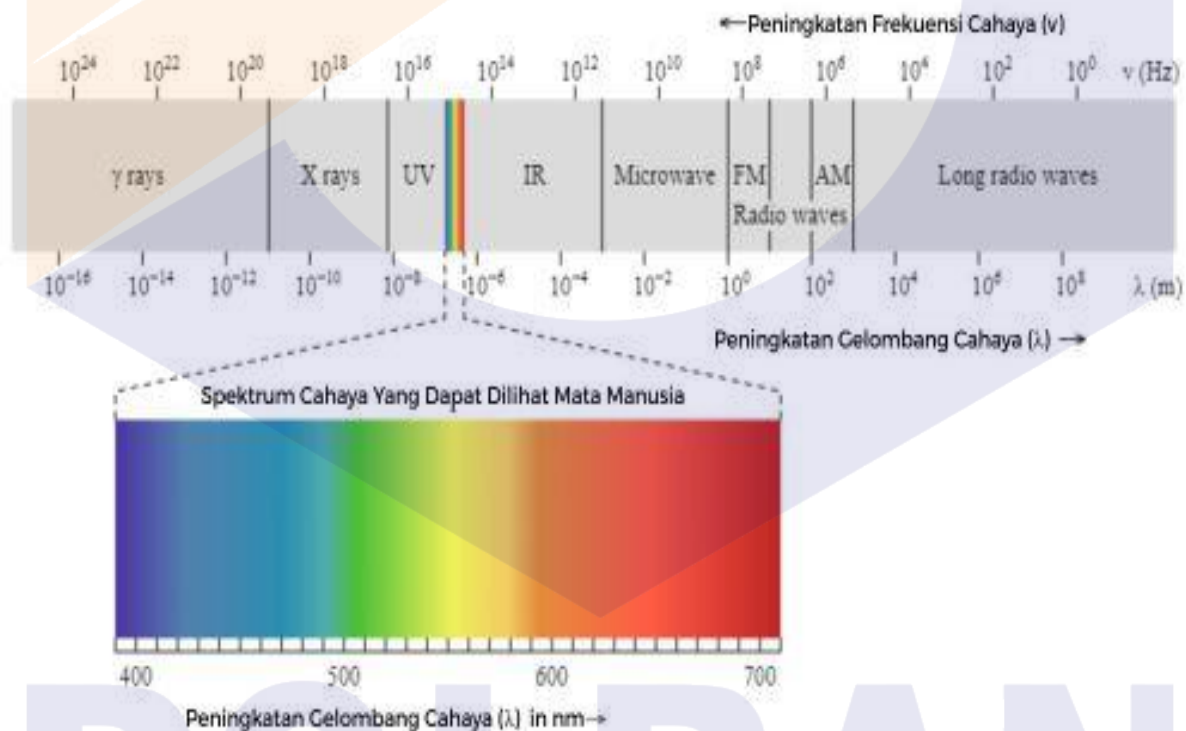 ←Peningkatan Frekuensi Cahaya (ν)
10²⁴ 10²² 10²⁰ 10¹⁸ 10¹⁶ 10¹⁴ 10¹² 10¹⁰ 10⁸ 10⁶ 10⁴ 10² 10⁰ ν (Hz)
γ rays X rays UV IR Microwave FM AM Long radio waves
Radio waves
10⁻¹⁶ 10⁻¹⁴ 10⁻¹² 10⁻¹⁰ 10⁻⁸ 10⁻⁶ 10⁻⁴ 10⁻² 10⁰ 10² 10⁴ 10⁶ 10⁸ λ (m)
Peningkatan Gelombang Cahaya (λ) →
Spektrum Cahaya Yang Dapat Dilihat Mata Manusia
400 500 600 700
Peningkatan Gelombang Cahaya (λ) in nm→